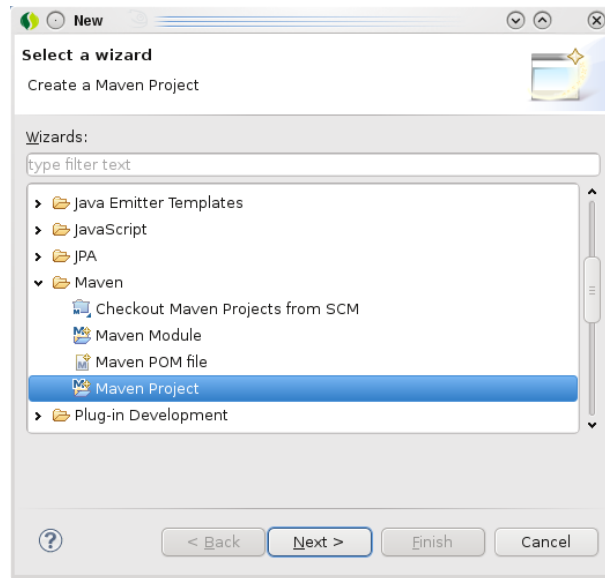 New
Select a wizard
Create a Maven Project
Wizards:
type filter text
Java Emitter Templates
JavaScript
JPA
Maven
Checkout Maven Projects from SCM
Maven Module
Maven POM file
Maven Project
Plug-in Development
? < Back Next > Finish Cancel